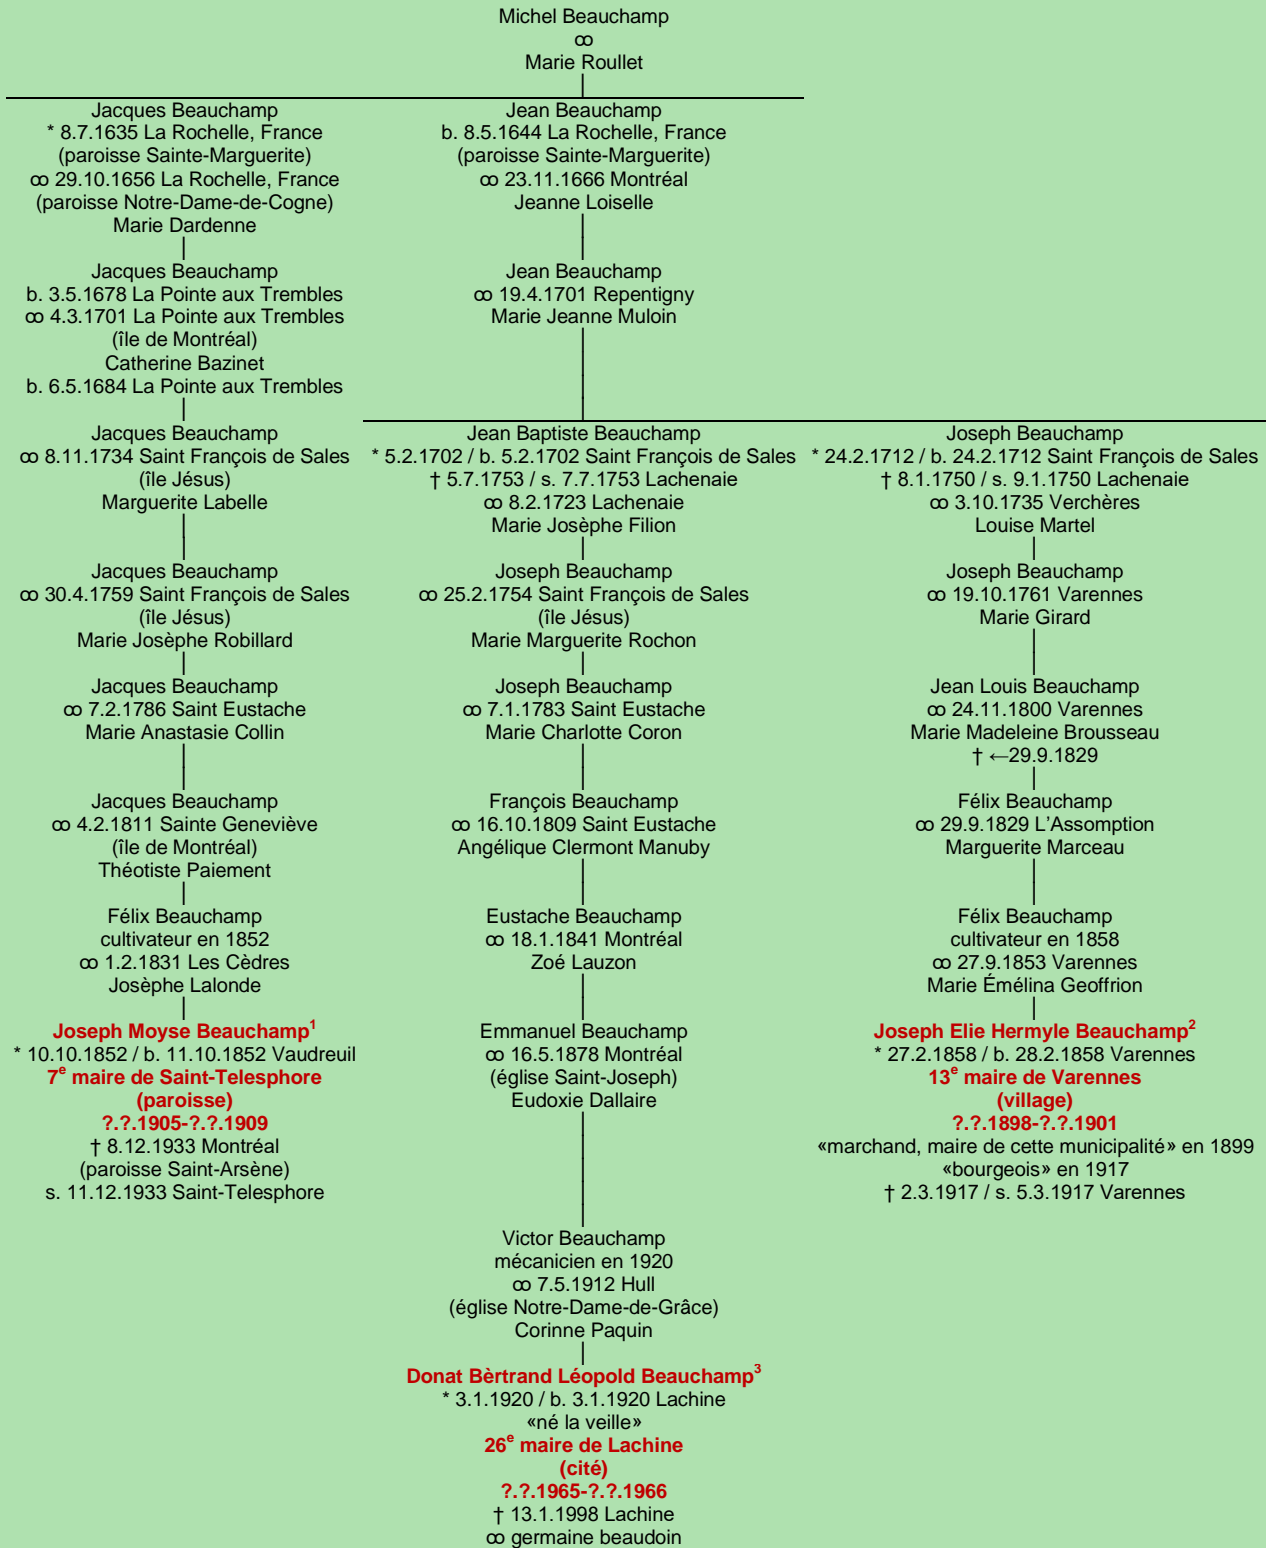 Michel Beauchamp
ꝏ
Marie Roullet
Jacques Beauchamp
* 8.7.1635 La Rochelle, France
(paroisse Sainte-Marguerite)
ꝏ 29.10.1656 La Rochelle, France
(paroisse Notre-Dame-de-Cogne)
Marie Dardenne
Jacques Beauchamp
b. 3.5.1678 La Pointe aux Trembles
ꝏ 4.3.1701 La Pointe aux Trembles
(île de Montréal)
Catherine Bazinet
b. 6.5.1684 La Pointe aux Trembles
Jacques Beauchamp
ꝏ 8.11.1734 Saint François de Sales
(île Jésus)
Marguerite Labelle
Jacques Beauchamp
ꝏ 30.4.1759 Saint François de Sales
(île Jésus)
Marie Josèphe Robillard
Jacques Beauchamp
ꝏ 7.2.1786 Saint Eustache
Marie Anastasie Collin
Jacques Beauchamp
ꝏ 4.2.1811 Sainte Geneviève
(île de Montréal)
Théotiste Paiement
Félix Beauchamp
cultivateur en 1852
ꝏ 1.2.1831 Les Cèdres
Josèphe Lalonde
Joseph Moyse Beauchamp¹
* 10.10.1852 / b. 11.10.1852 Vaudreuil
7e maire de Saint-Telesphore
(paroisse)
?.?.1905-?.?.1909
† 8.12.1933 Montréal
(paroisse Saint-Arsène)
s. 11.12.1933 Saint-Telesphore
Jean Beauchamp
b. 8.5.1644 La Rochelle, France
(paroisse Sainte-Marguerite)
ꝏ 23.11.1666 Montréal
Jeanne Loiselle
Jean Beauchamp
ꝏ 19.4.1701 Repentigny
Marie Jeanne Muloin
Jean Baptiste Beauchamp
* 5.2.1702 / b. 5.2.1702 Saint François de Sales
† 5.7.1753 / s. 7.7.1753 Lachenaie
ꝏ 8.2.1723 Lachenaie
Marie Josèphe Filion
Joseph Beauchamp
ꝏ 25.2.1754 Saint François de Sales
(île Jésus)
Marie Marguerite Rochon
Joseph Beauchamp
ꝏ 7.1.1783 Saint Eustache
Marie Charlotte Coron
François Beauchamp
ꝏ 16.10.1809 Saint Eustache
Angélique Clermont Manuby
Eustache Beauchamp
ꝏ 18.1.1841 Montréal
Zoé Lauzon
Emmanuel Beauchamp
ꝏ 16.5.1878 Montréal
(église Saint-Joseph)
Eudoxie Dallaire
Victor Beauchamp
mécanicien en 1920
ꝏ 7.5.1912 Hull
(église Notre-Dame-de-Grâce)
Corinne Paquin
Donat Bèrtrand Léopold Beauchamp³
* 3.1.1920 / b. 3.1.1920 Lachine
«né la veille»
26e maire de Lachine
(cité)
?.?.1965-?.?.1966
† 13.1.1998 Lachine
ꝏ germaine beaudoin
Joseph Beauchamp
* 24.2.1712 / b. 24.2.1712 Saint François de Sales
† 8.1.1750 / s. 9.1.1750 Lachenaie
ꝏ 3.10.1735 Verchères
Louise Martel
Joseph Beauchamp
ꝏ 19.10.1761 Varennes
Marie Girard
Jean Louis Beauchamp
ꝏ 24.11.1800 Varennes
Marie Madeleine Brousseau
† ←29.9.1829
Félix Beauchamp
ꝏ 29.9.1829 L'Assomption
Marguerite Marceau
Félix Beauchamp
cultivateur en 1858
ꝏ 27.9.1853 Varennes
Marie Émélina Geoffrion
Joseph Elie Hermyle Beauchamp²
* 27.2.1858 / b. 28.2.1858 Varennes
13e maire de Varennes
(village)
?.?.1898-?.?.1901
«marchand, maire de cette municipalité» en 1899
«bourgeois» en 1917
† 2.3.1917 / s. 5.3.1917 Varennes